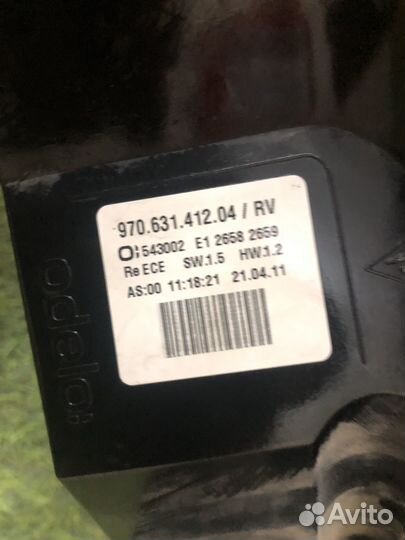 970.631.412.04 / RV
O: 543002 E1 2658 2659
Re ECE SW:1.5 HW:1.2
AS:00 11:18:21 21.04.11
odelo
Avito